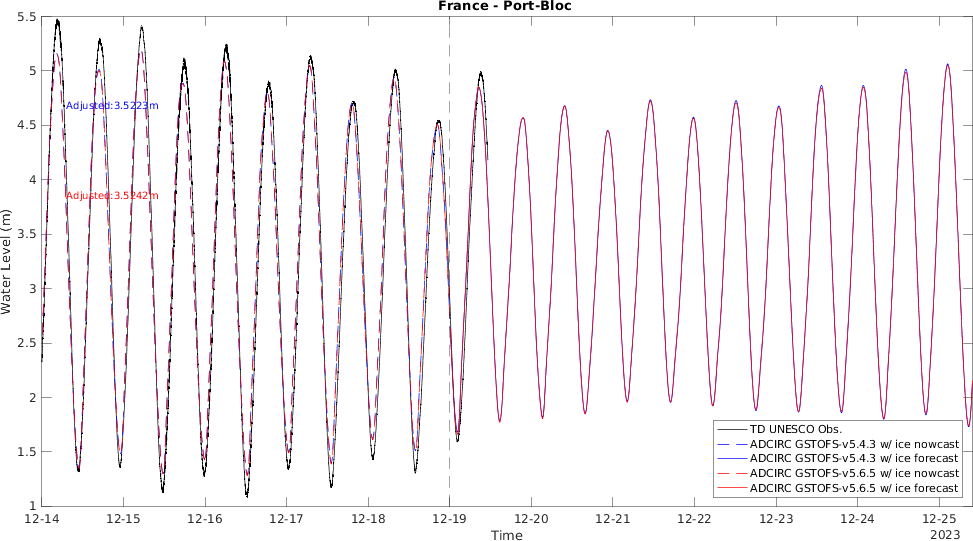 France - Port-Bloc
5.5
5
4.5
4
3.5
3
2.5
2
1.5
1
Water Level (m)
Adjusted:3.5223m
Adjusted:3.5242m
TD UNESCO Obs.
ADCIRC GSTOFS-v5.4.3 w/ ice nowcast
ADCIRC GSTOFS-v5.4.3 w/ ice forecast
ADCIRC GSTOFS-v5.6.5 w/ ice nowcast
ADCIRC GSTOFS-v5.6.5 w/ ice forecast
12-14 12-15 12-16 12-17 12-18 12-19 12-20 12-21 12-22 12-23 12-24 12-25
Time
2023